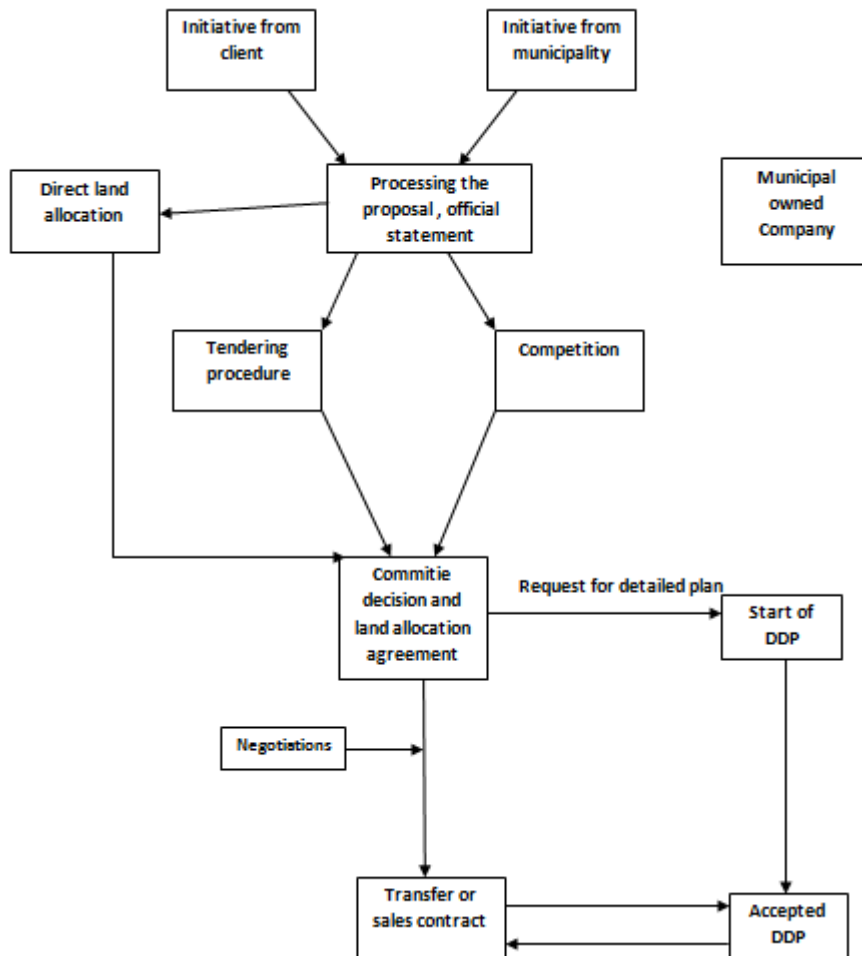 Initiative from
client
Initiative from
municipality
Direct land
allocation
Processing the
proposal , official
statement
Municipal
owned
Company
Tendering
procedure
Competition
Commitie
decision and
land allocation
agreement
Request for detailed plan
Start of
DDP
Negotistions
Transfer or
sales contract
Accepted
DDP